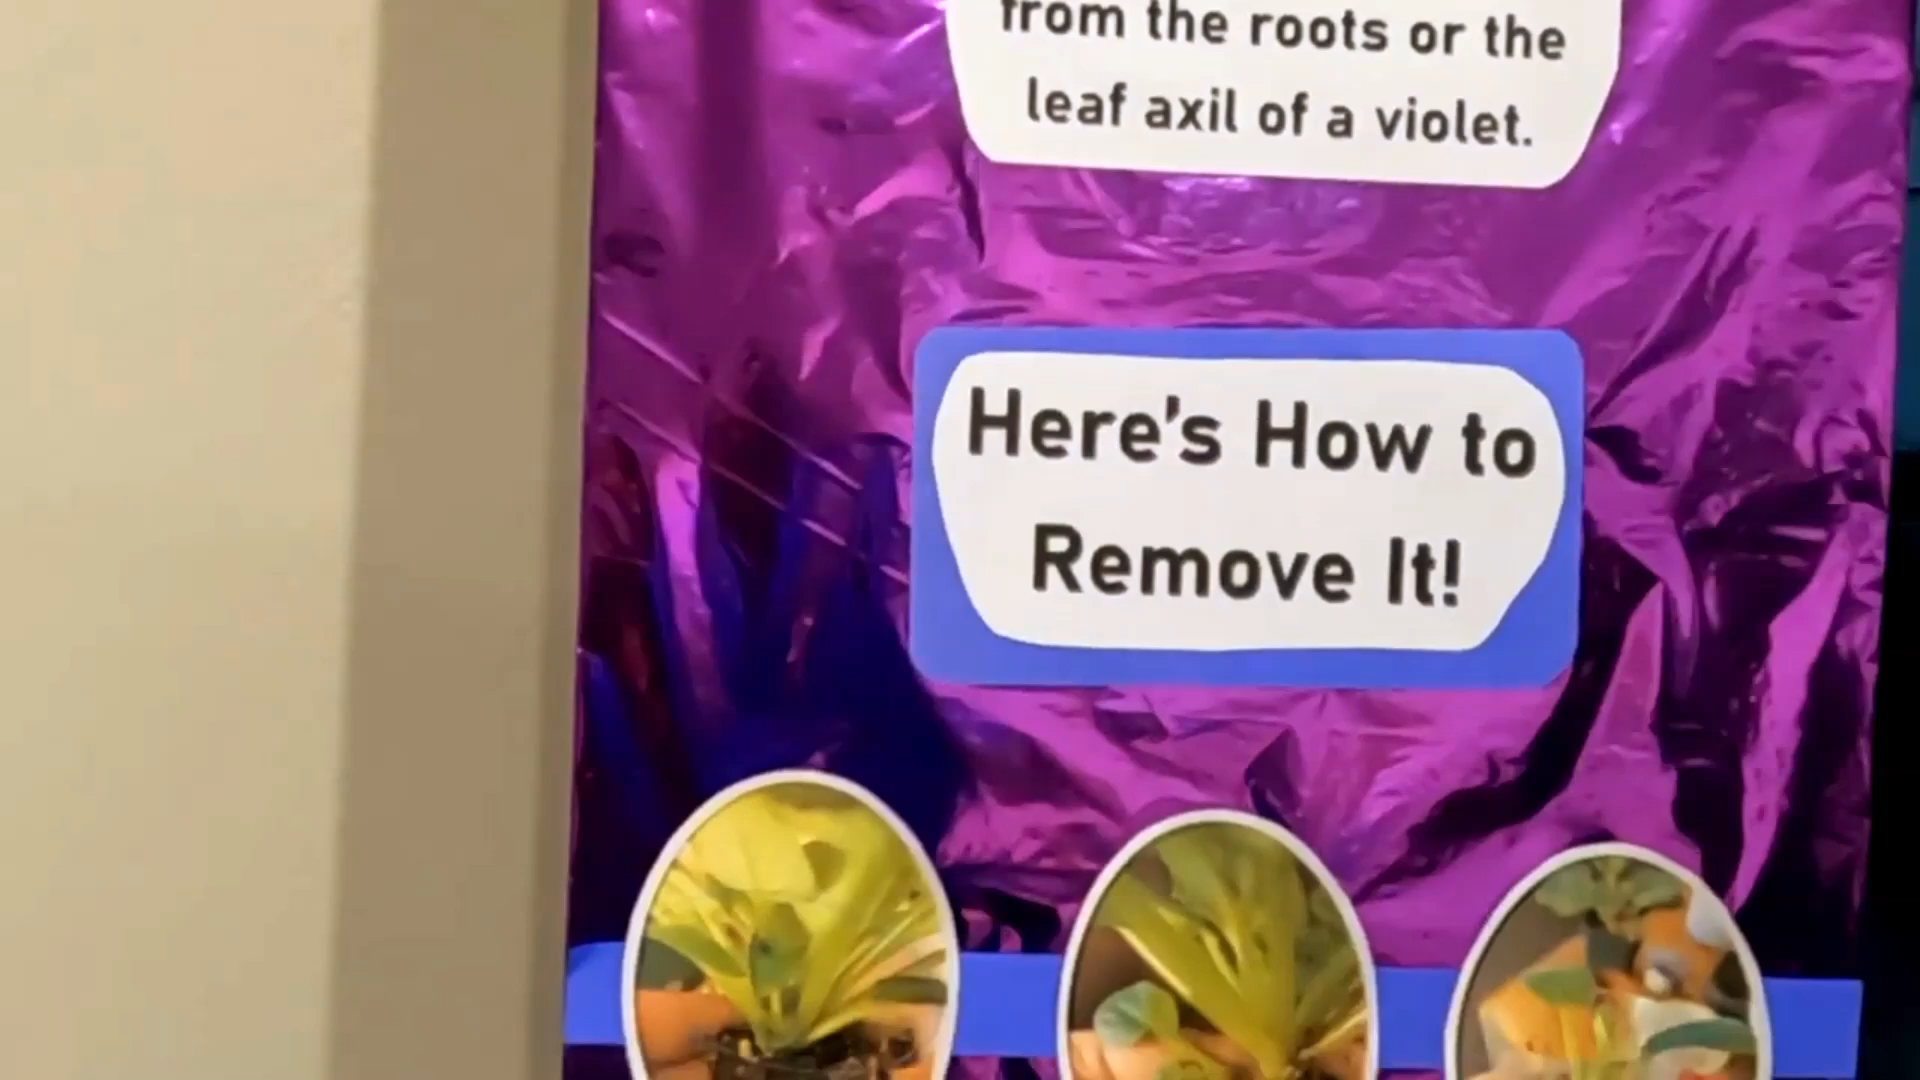 from the roots or the
leaf axil of a violet.
Here's How to
Remove It!